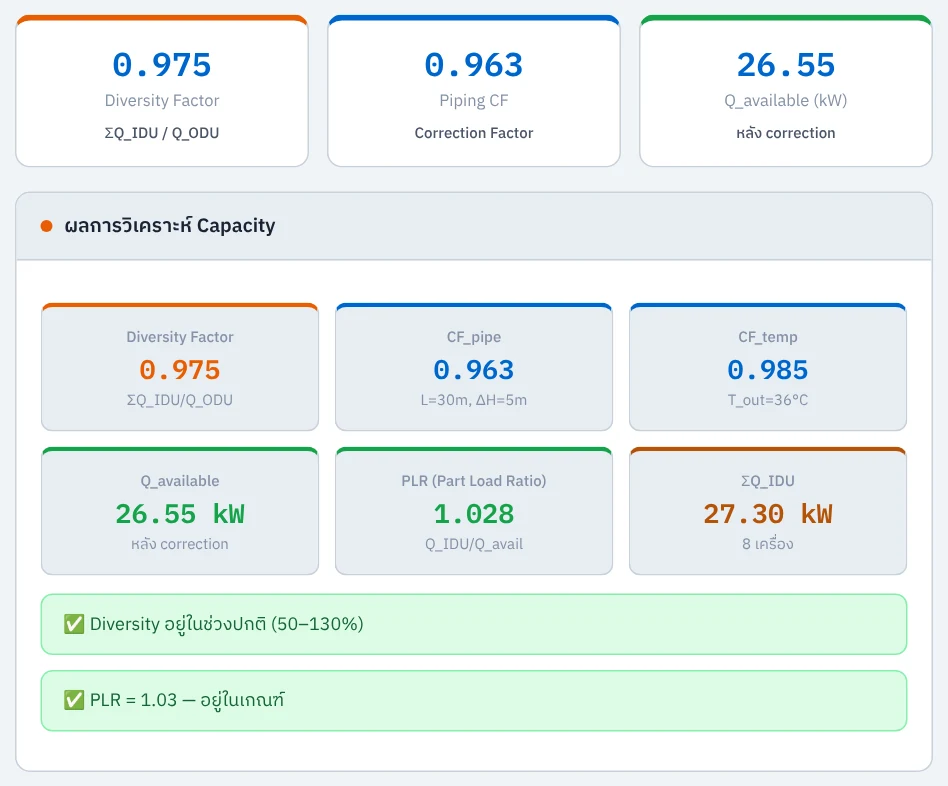 0.975
Diversity Factor
ΣQ_IDU / Q_ODU
0.963
Piping CF
Correction Factor
26.55
Q_available (kW)
หลัง correction
ผลการวิเคราะห์ Capacity
Diversity Factor
0.975
ΣQ_IDU/Q_ODU
CF_pipe
0.963
L=30m, ΔH=5m
CF_temp
0.985
T_out=36°C
Q_available
26.55 kW
หลัง correction
PLR (Part Load Ratio)
1.028
Q_IDU/Q_avail
ΣQ_IDU
27.30 kW
8 เครื่อง
✅ Diversity อยู่ในช่วงปกติ (50–130%)
✅ PLR = 1.03 — อยู่ในเกณฑ์